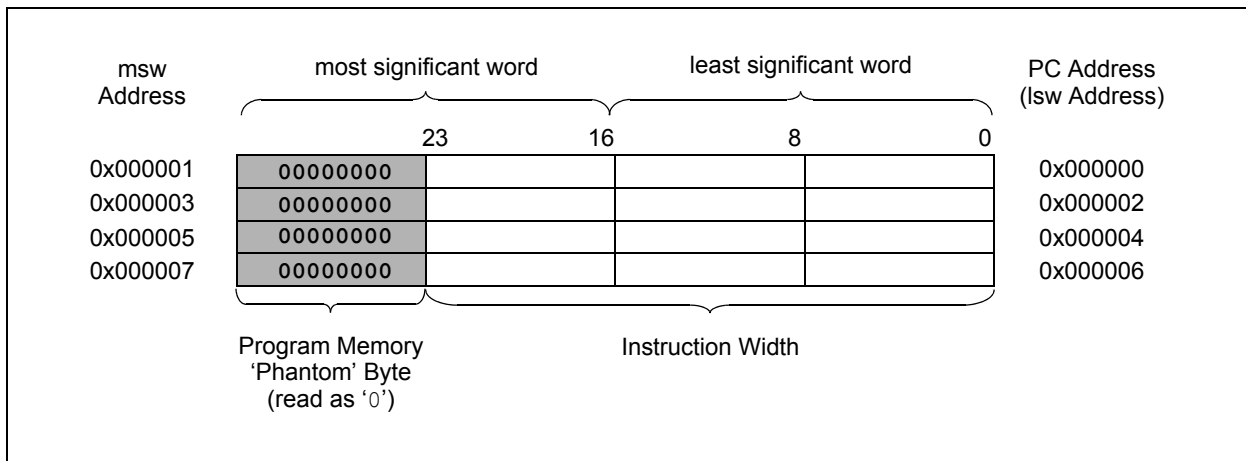 msw
Address
most significant word
least significant word
PC Address
(lsw Address)
23
16
8
0
0x000001
00000000
0x000000
0x000003
00000000
0x000002
0x000005
00000000
0x000004
0x000007
00000000
0x000006
Program Memory
‘Phantom’ Byte
(read as ‘0’)
Instruction Width